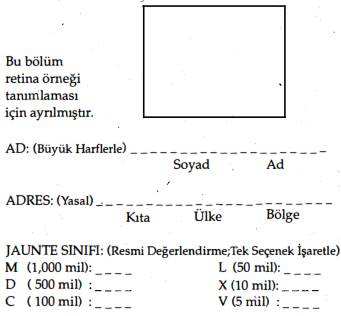 Bu bölüm
retina örneği
tanımlaması
için ayrılmıştır.
AD: (Büyük Harflerle) _ _ _ _ _ _ _ _ _ _ _ _ _ _ _ _ _
Soyad Ad
ADRES: (Yasal) _ _ _ _ _ _ _ _ _ _ _ _ _ _ _ _ _ _ _ _
Kıta Ülke Bölge
JAUNTE SINIFI: (Resmi Değerlendirme;Tek Seçenek İşaretle)
M (1,000 mil): _ _ _ _ L (50 mil): _ _ _ _
D ( 500 mil) : _ _ _ _ X (10 mil): _ _ _ _
C ( 100 mil) : _ _ _ _ V (5 mil) : _ _ _ _